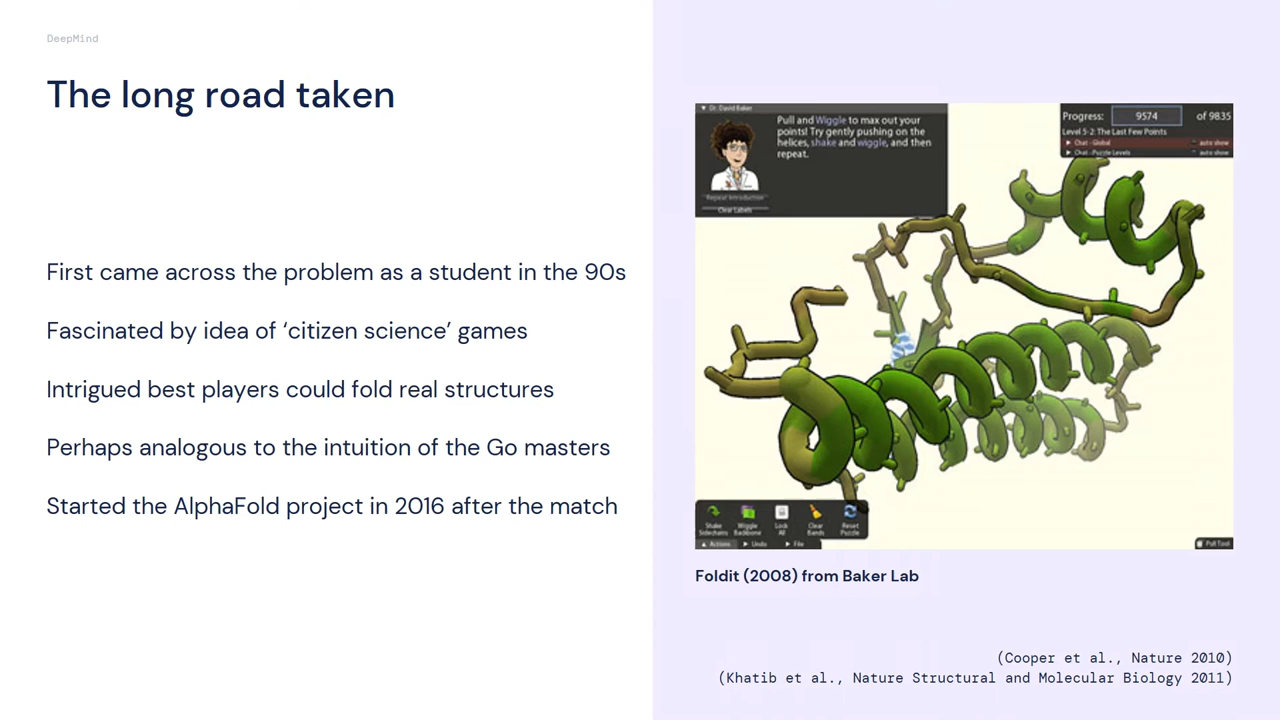 DeepMind
The long road taken
First came across the problem as a student in the 90s
Fascinated by idea of ‘citizen science’ games
Intrigued best players could fold real structures
Perhaps analogous to the intuition of the Go masters
Started the AlphaFold project in 2016 after the match
Dr. David Baker
Pull and Wiggle to max out your
points! Try gently pushing on the
helices, shake and wiggle, and then
repeat.
Repeat Introduction
Clear Labels
Progress: 9574 of 9835
Level 5-2: The Last Few Points
Chat - Global auto show
Chat - Puzzle Levels auto show
Shake Sidechains
Wiggle Backbone
Lock All
Clear Bands
Reset Puzzle
Actions Undo File
Pull Tool
Foldit (2008) from Baker Lab
(Cooper et al., Nature 2010)
(Khatib et al., Nature Structural and Molecular Biology 2011)